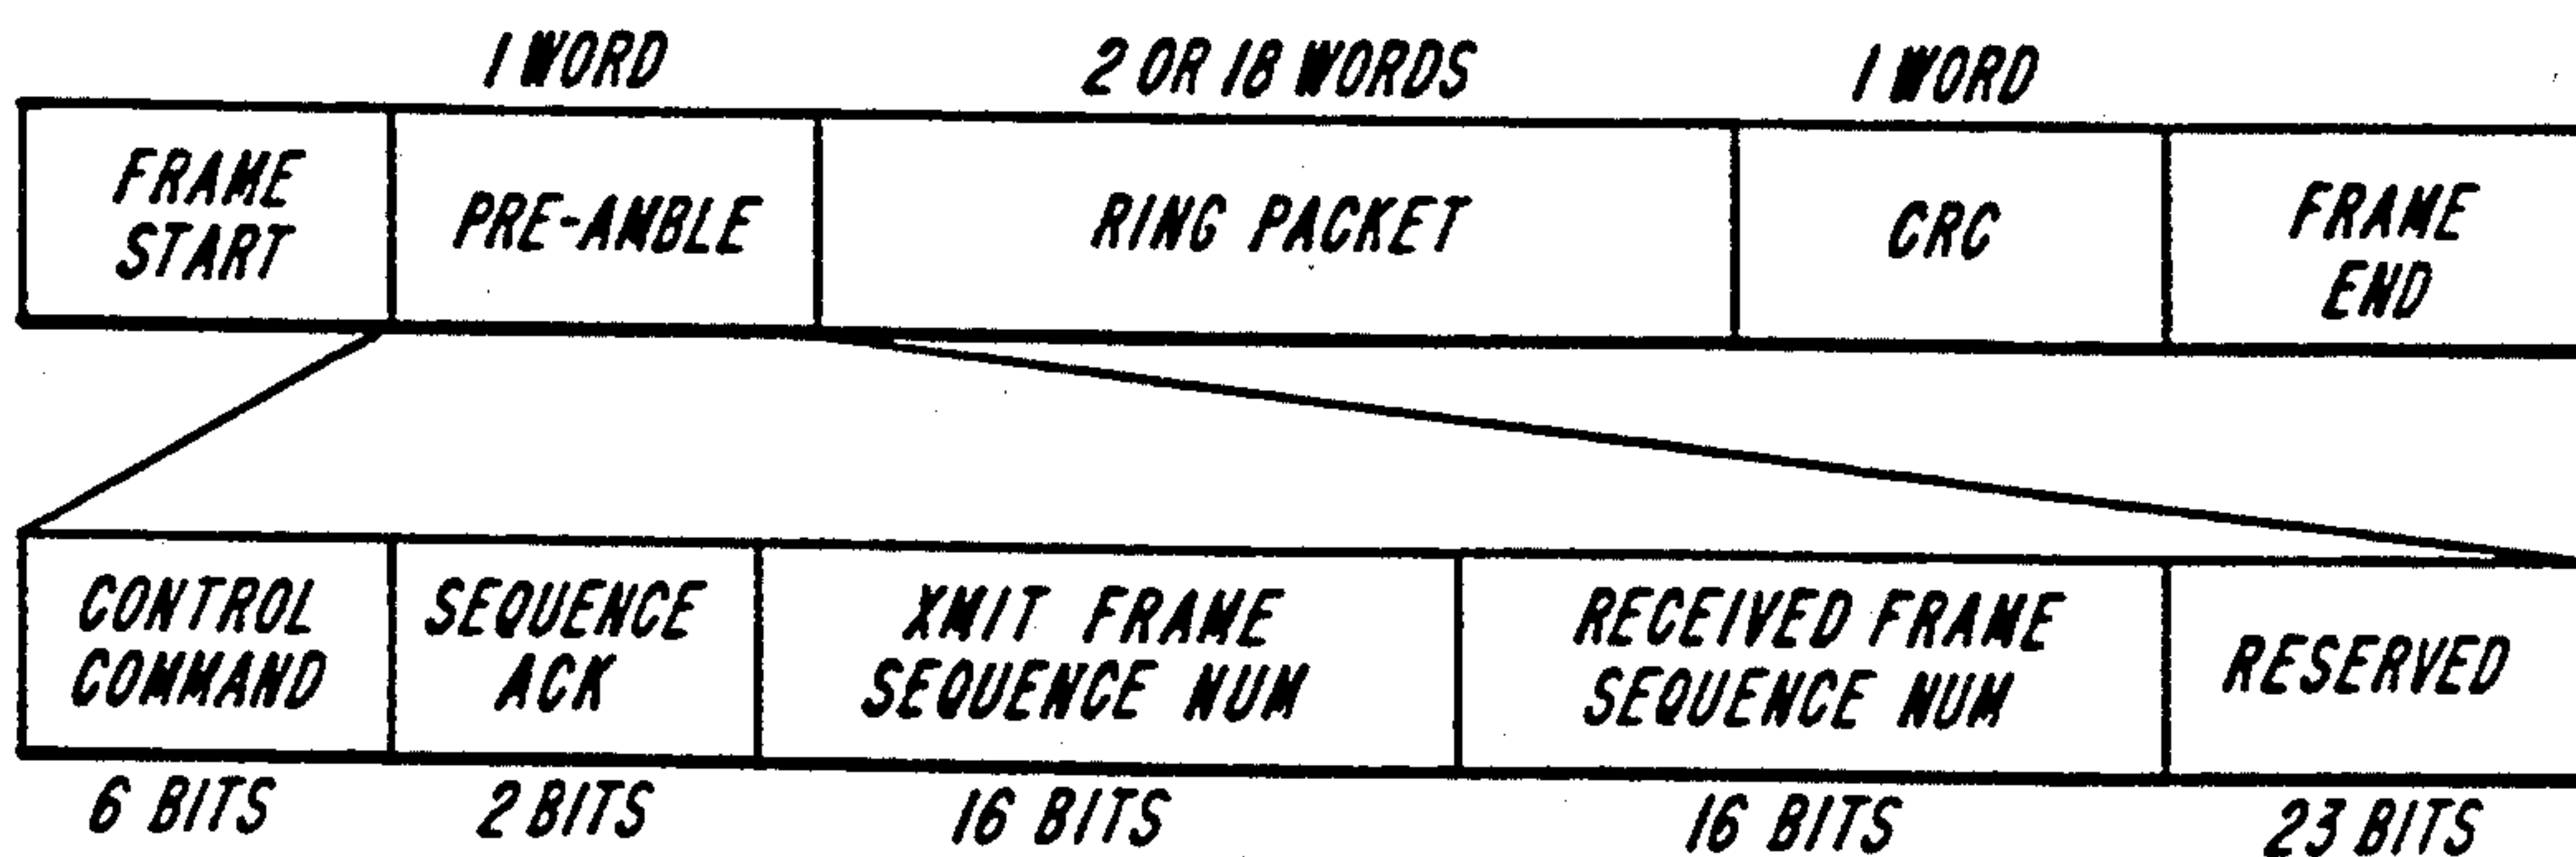 1 WORD
2 OR 18 WORDS
1 WORD
FRAME
START
PRE-AMBLE
RING PACKET
CRC
FRAME
END
CONTROL
COMMAND
SEQUENCE
ACK
XMIT FRAME
SEQUENCE NUM
RECEIVED FRAME
SEQUENCE NUM
RESERVED
6 BITS
2 BITS
16 BITS
16 BITS
23 BITS